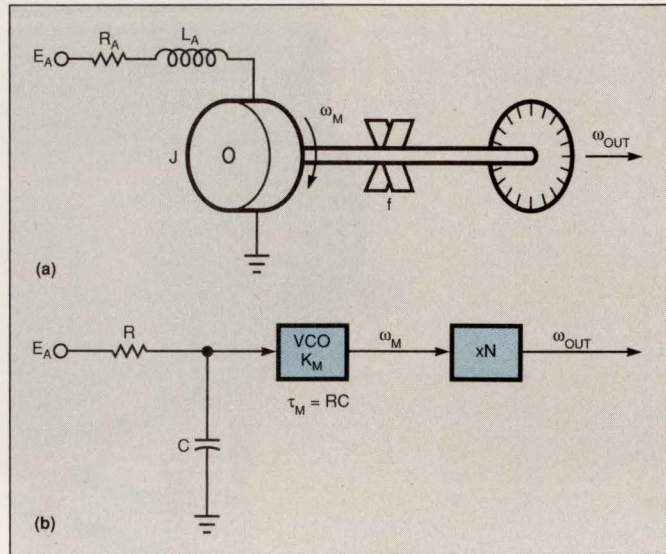 R_A
L_A
E_A
ω_M
J
O
f
ω_OUT
(a)
E_A
R
VCO
K_M
ω_M
xN
ω_OUT
τ_M = RC
C
(b)